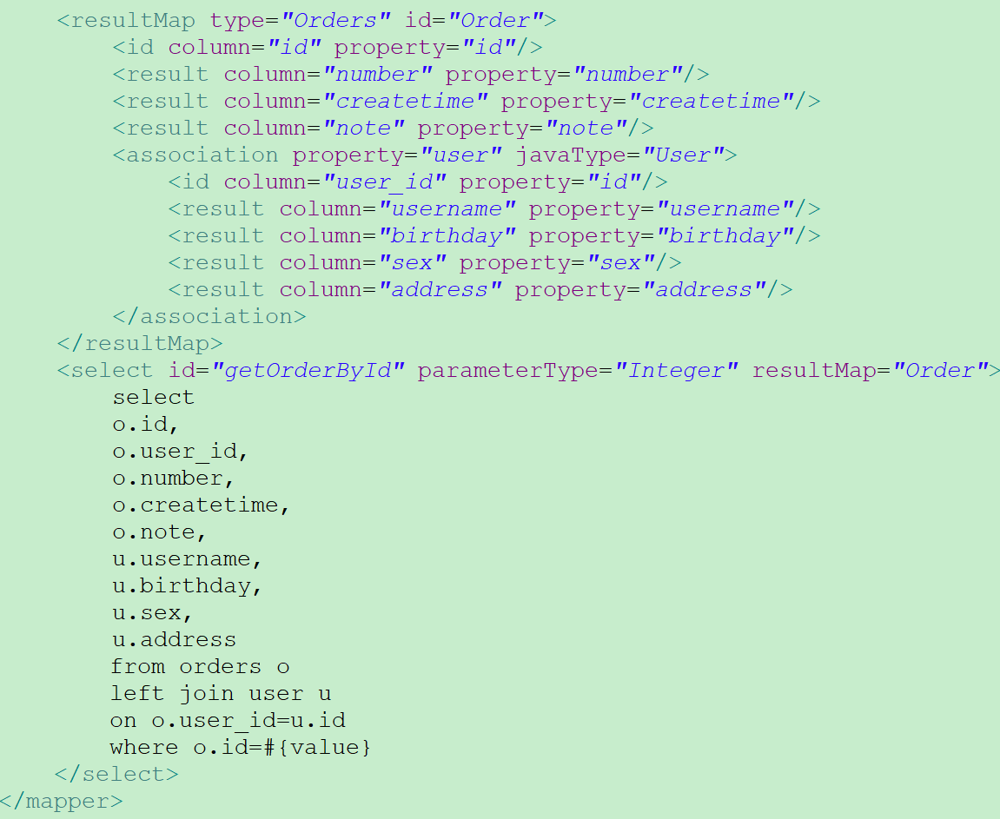 <resultMap type="Orders" id="Order">
<id column="id" property="id"/>
<result column="number" property="number"/>
<result column="createtime" property="createtime"/>
<result column="note" property="note"/>
<association property="user" javaType="User">
<id column="user_id" property="id"/>
<result column="username" property="username"/>
<result column="birthday" property="birthday"/>
<result column="sex" property="sex"/>
<result column="address" property="address"/>
</association>
</resultMap>
<select id="getOrderById" parameterType="Integer" resultMap="Order">
select
o.id,
o.user_id,
o.number,
o.createtime,
o.note,
u.username,
u.birthday,
u.sex,
u.address
from orders o
left join user u
on o.user_id=u.id
where o.id=#{value}
</select>
</mapper>